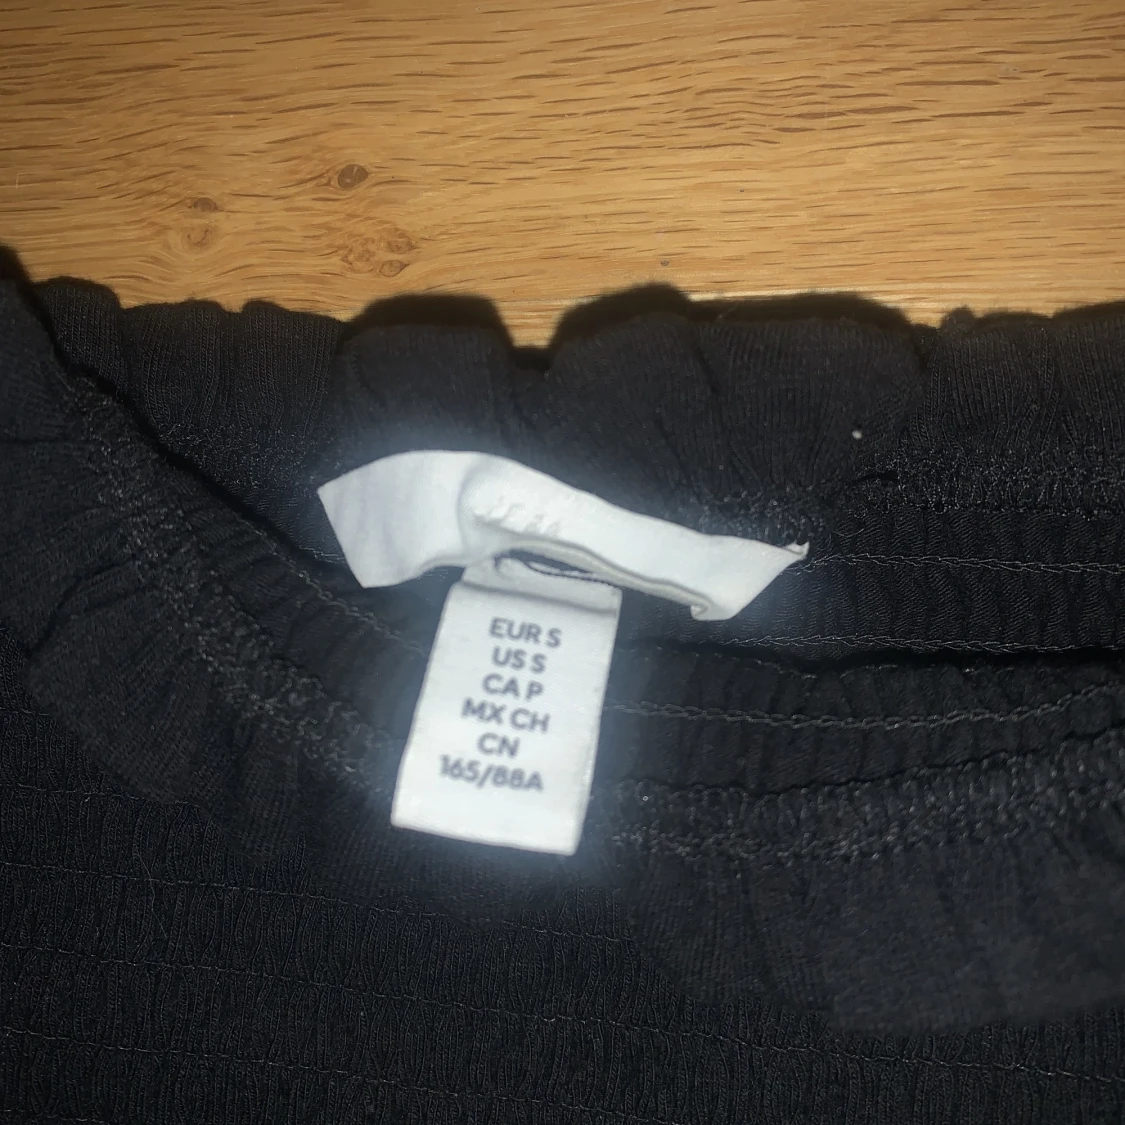 EUR S
US S
CA P
MX CH
CN
165/88A